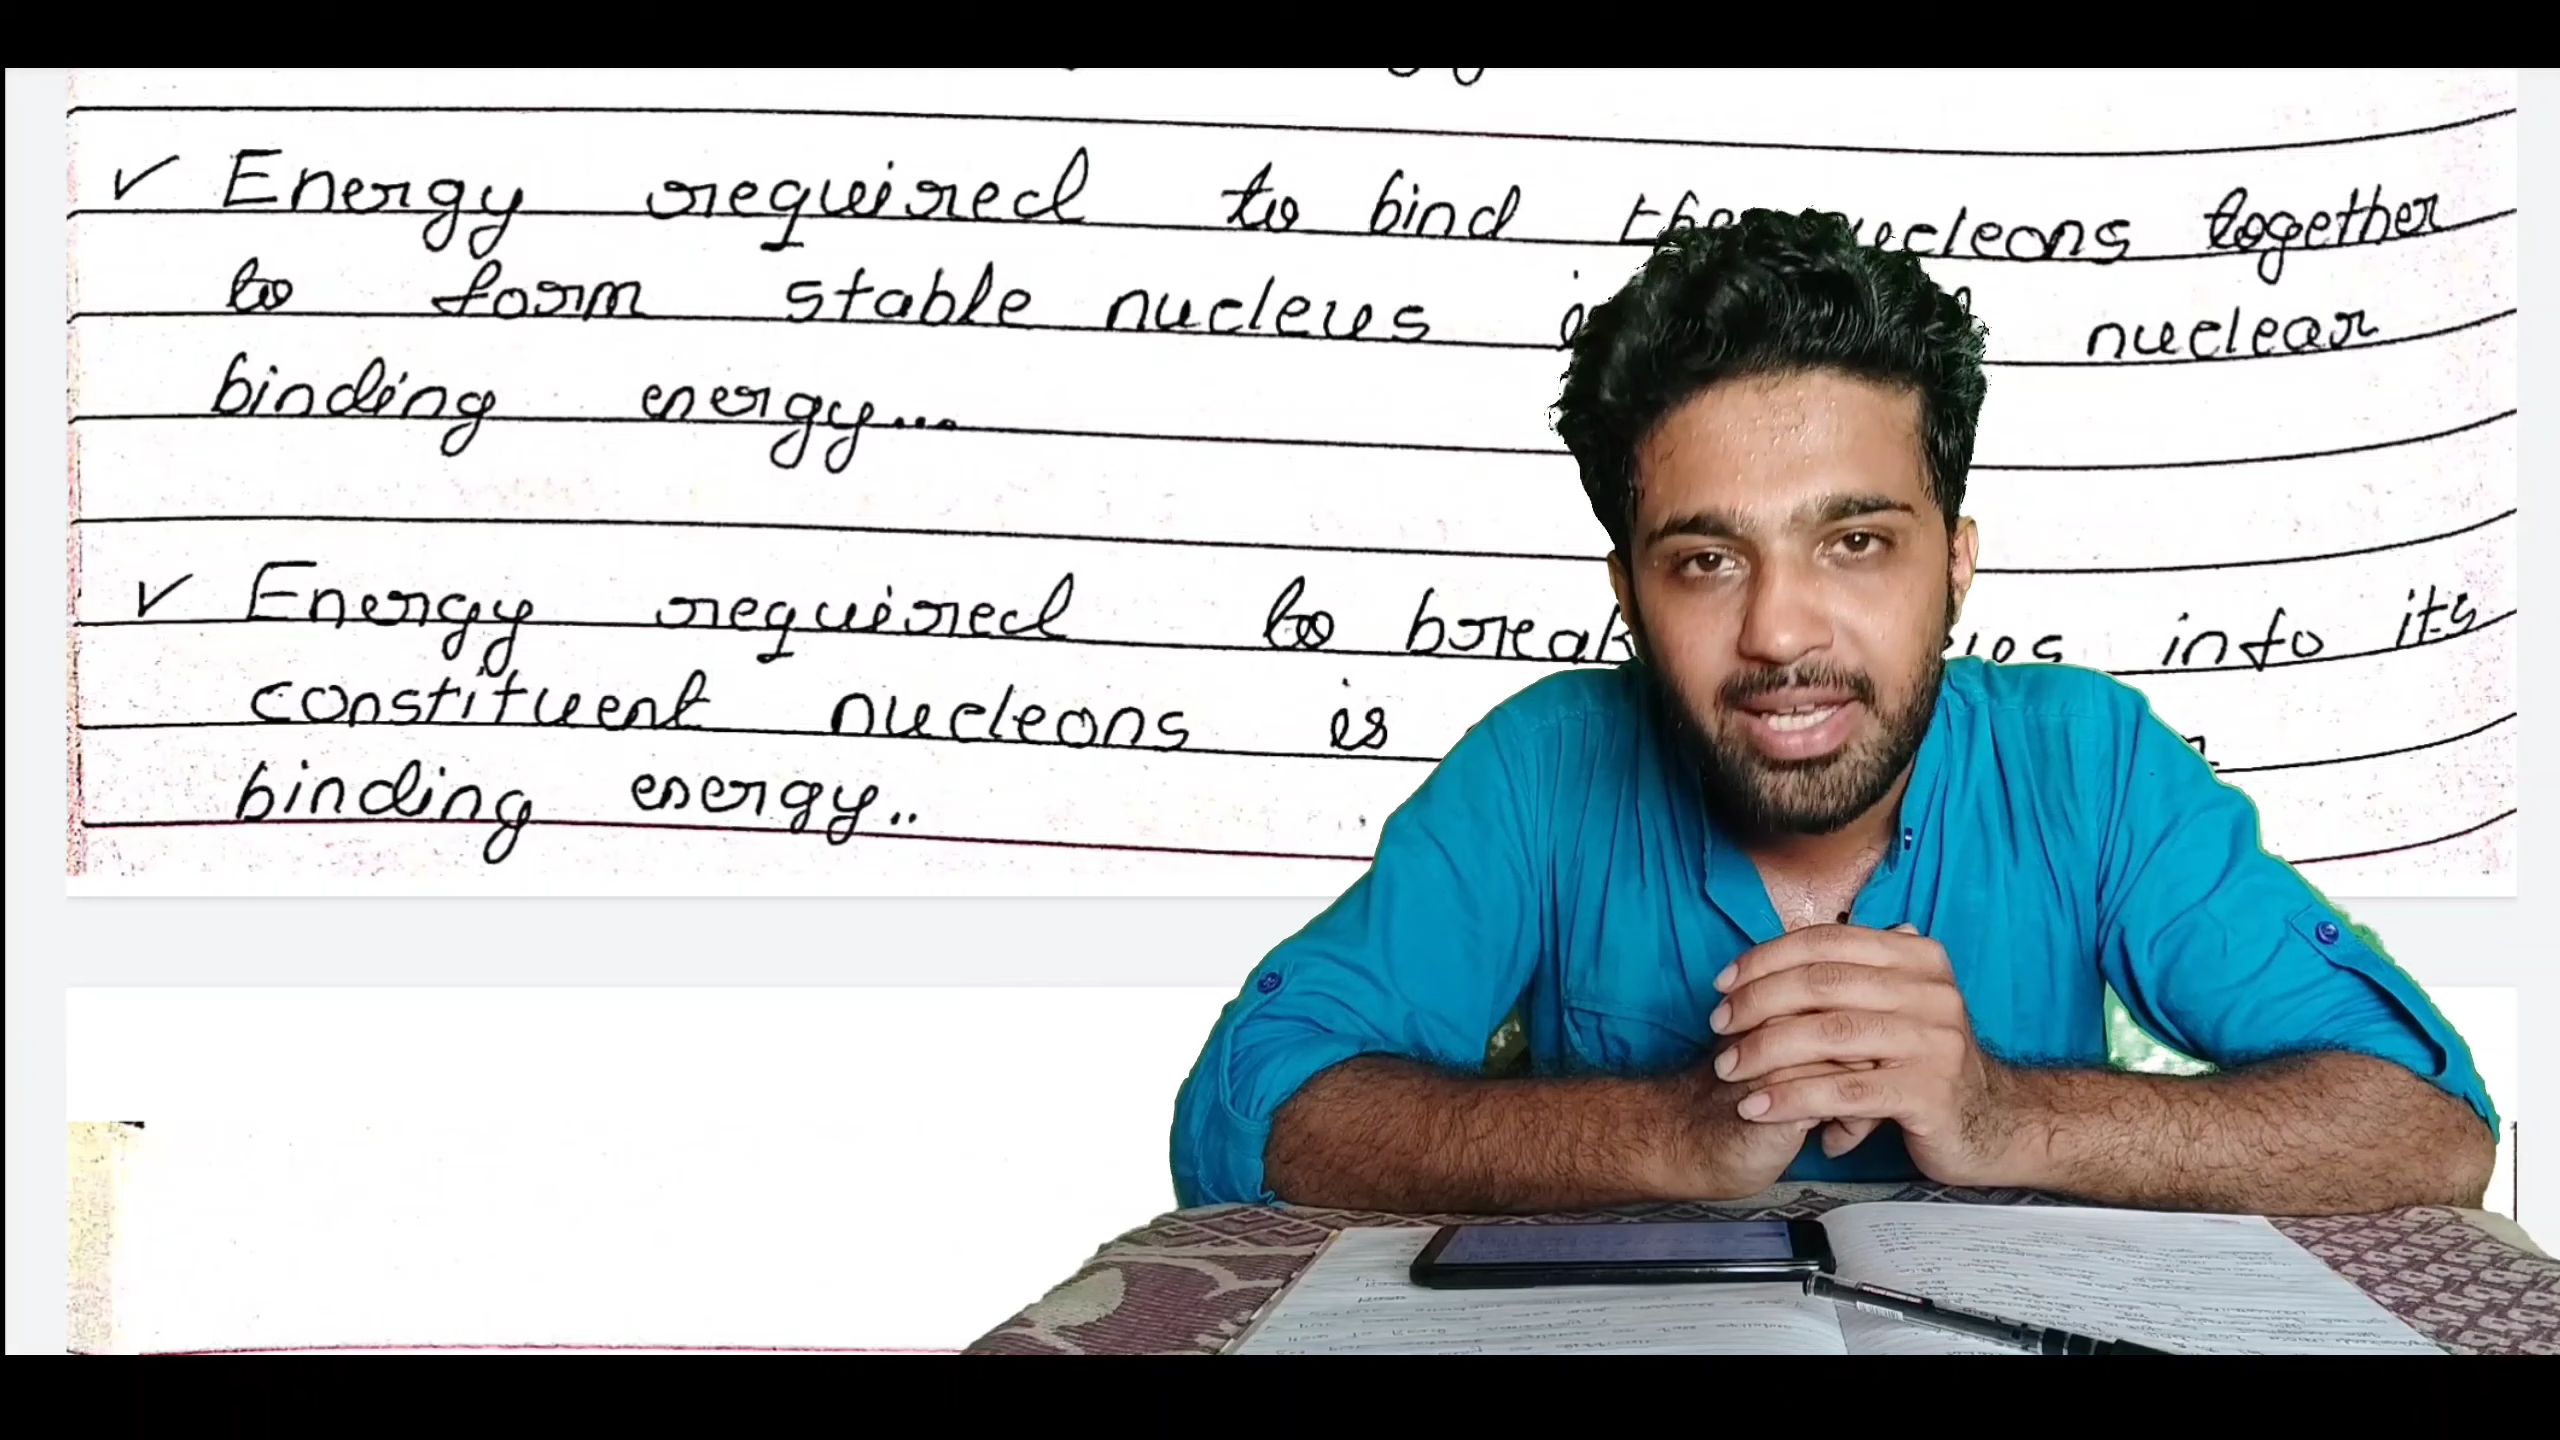 ✓ Energy required to bind the nucleons together
to form stable nucleus nuclear
binding energy...
✓ Energy required to break into its
constituent nucleons is
binding energy..